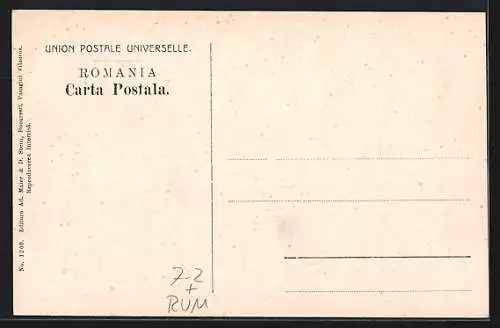 UNION POSTALE UNIVERSELLE.
ROMANIA
Carta Postala.
No. 1209. Editura Ad. Maier & D. Stern, Bucuresti, Pasagiul Vilacros.
Reproducerea interzisă.
7-2
+
RUM